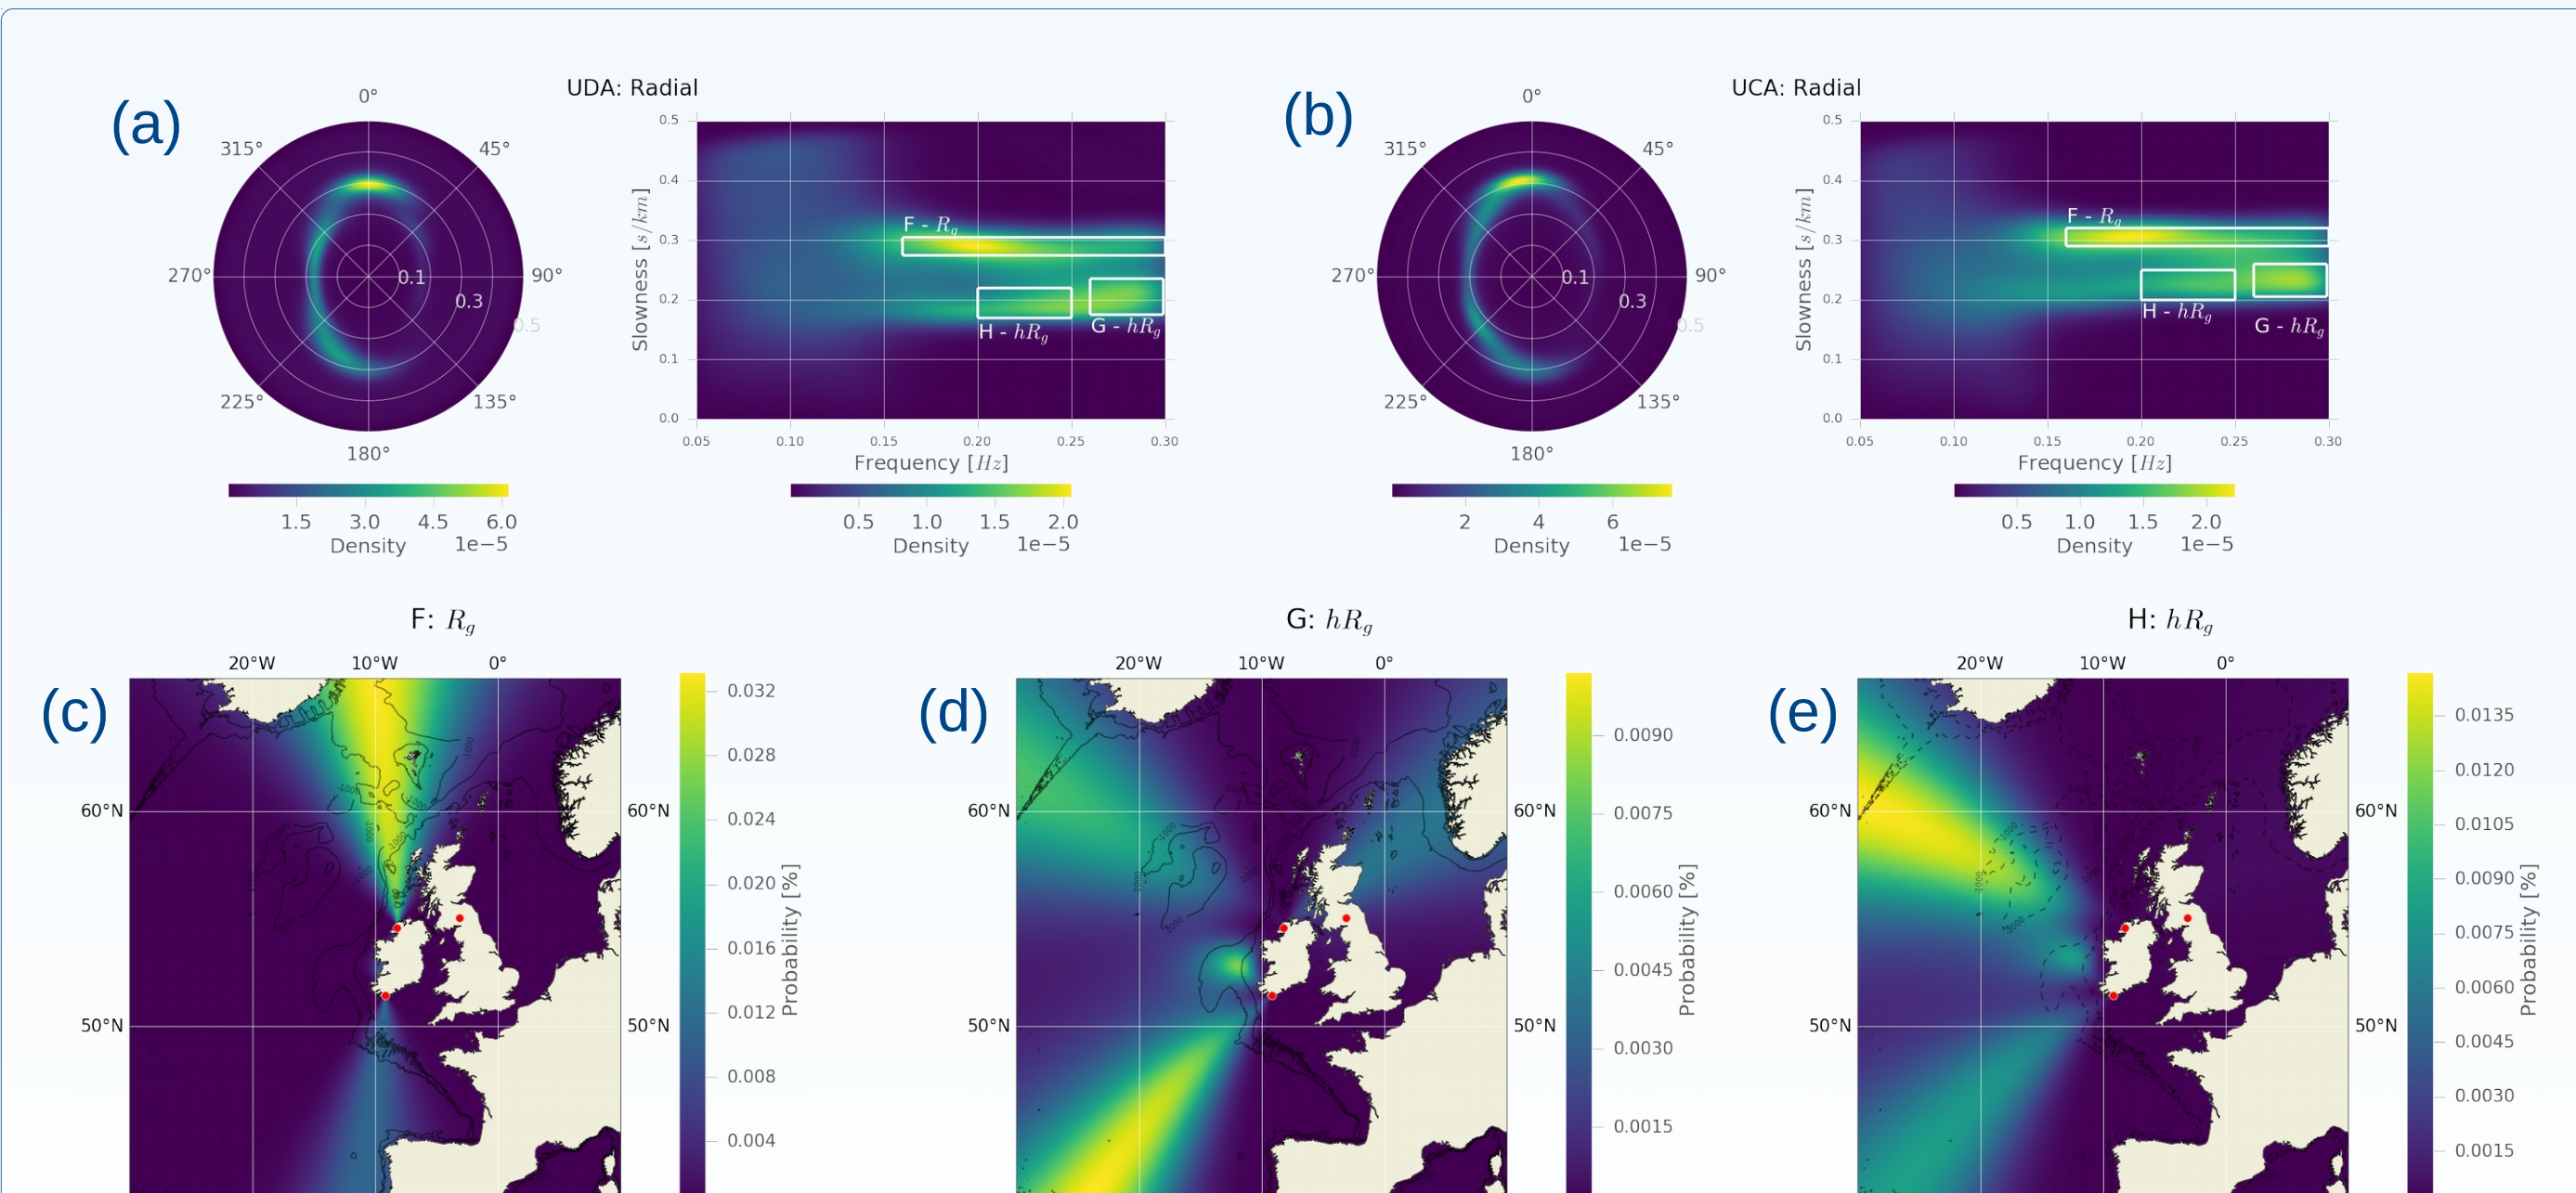 (a)
UDA: Radial
0°
45°
90°
135°
180°
225°
270°
315°
0.1
0.3
0.5
1.5 3.0 4.5 6.0
Density 1e−5
Slowness [s/km]
0.5
0.4
0.3
0.2
0.1
0.0
F - Rg
H - hRg
G - hRg
0.05 0.10 0.15 0.20 0.25 0.30
Frequency [Hz]
0.5 1.0 1.5 2.0
Density 1e−5
(b)
UCA: Radial
0°
45°
90°
135°
180°
225°
270°
315°
0.1
0.3
0.5
2 4 6
Density 1e−5
Slowness [s/km]
0.5
0.4
0.3
0.2
0.1
0.0
F - Rg
H - hRg
G - hRg
0.05 0.10 0.15 0.20 0.25 0.30
Frequency [Hz]
0.5 1.0 1.5 2.0
Density 1e−5
(c)
F: Rg
20°W 10°W 0°
60°N 60°N
50°N 50°N
0.032
0.028
0.024
0.020
0.016
0.012
0.008
0.004
Probability [%]
(d)
G: hRg
20°W 10°W 0°
60°N 60°N
50°N 50°N
0.0090
0.0075
0.0060
0.0045
0.0030
0.0015
Probability [%]
(e)
H: hRg
20°W 10°W 0°
60°N 60°N
50°N 50°N
0.0135
0.0120
0.0105
0.0090
0.0075
0.0060
0.0045
0.0030
0.0015
Probability [%]